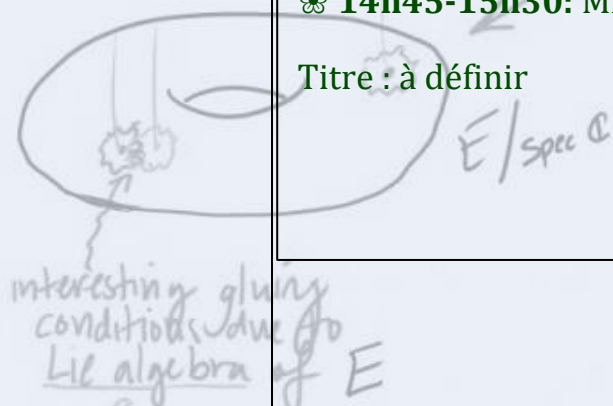 ❀ 14h45-15h30:
Titre : à définir
E/spec C
interesting gluing
conditions due to
Lie algebra of E